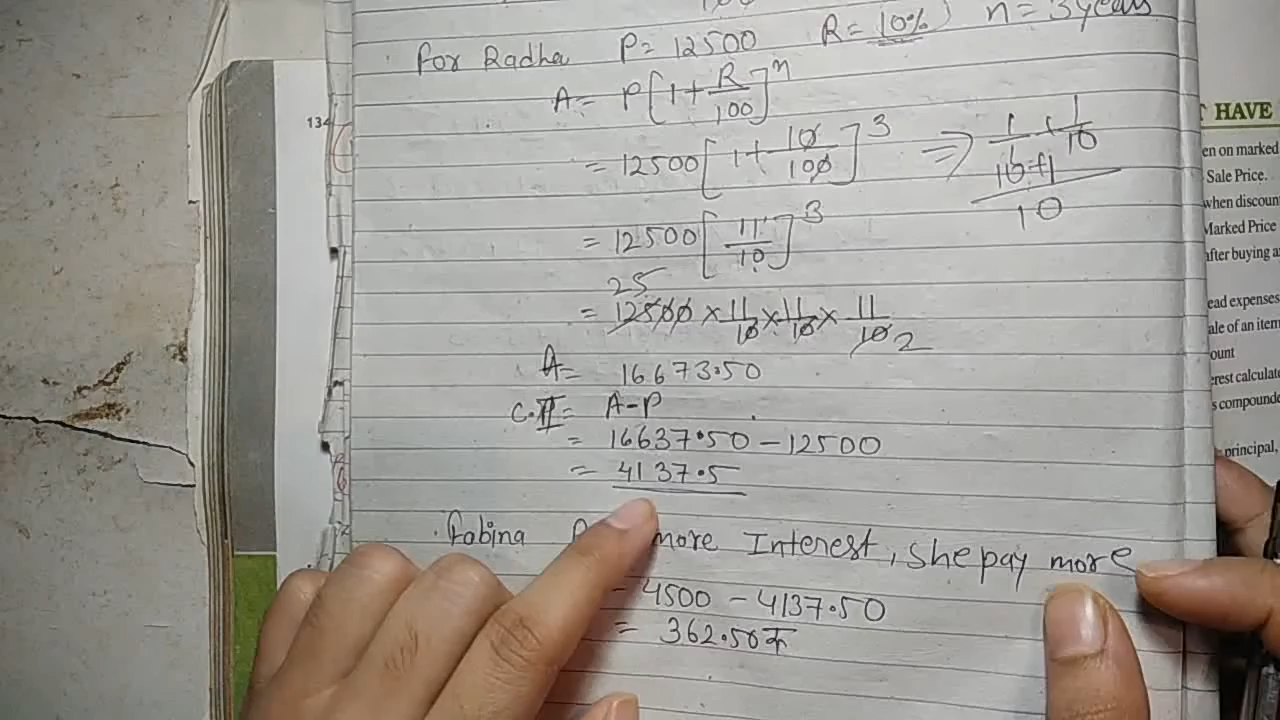 For Radha P = 12500 R = 10%) n = 3 years
A = P[1+R/100]^n
= 12500[1+10/100]^3 ⇒ 1/1 + 1/10
10+1/10
= 12500[11/10]^3
25
= 12500 × 11/10 × 11/10 × 11/10 2
A = 16673.50
C.I = A-P
= 16637.50 - 12500
= 4137.5
Fabina more Interest, she pay more
- 4500 - 4137.50
= 362.50₹
134
HAVE
en on marked
Sale Price.
when discoun
Marked Price
after buying a
ead expenses
ale of an item
ount
erest calculate
s compounde
principal,